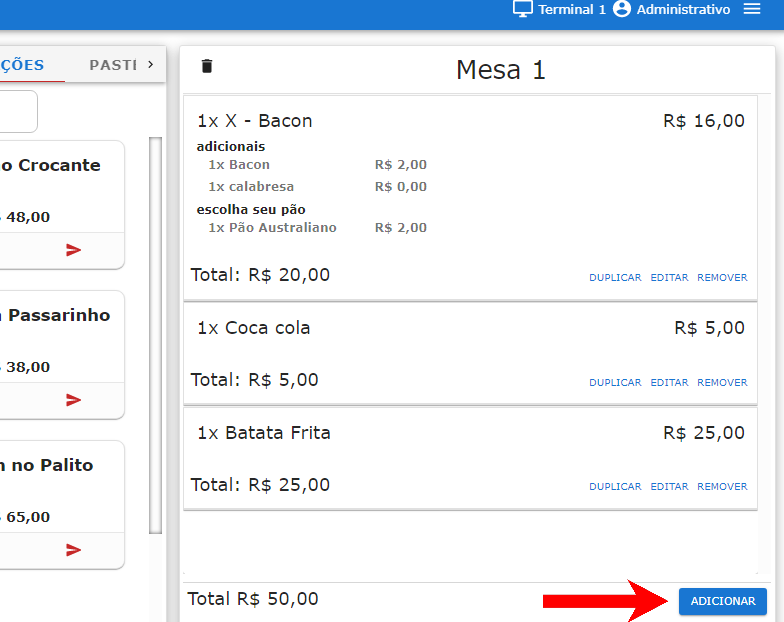 Terminal 1 Administrativo
ÇÕES PASTI
o Crocante
48,00
Passarinho
38,00
no Palito
65,00
Mesa 1
1x X - Bacon R$ 16,00
adicionais
1x Bacon R$ 2,00
1x calabresa R$ 0,00
escolha seu pão
1x Pão Australiano R$ 2,00
Total: R$ 20,00 DUPLICAR EDITAR REMOVER
1x Coca cola R$ 5,00
Total: R$ 5,00 DUPLICAR EDITAR REMOVER
1x Batata Frita R$ 25,00
Total: R$ 25,00 DUPLICAR EDITAR REMOVER
Total R$ 50,00 ADICIONAR